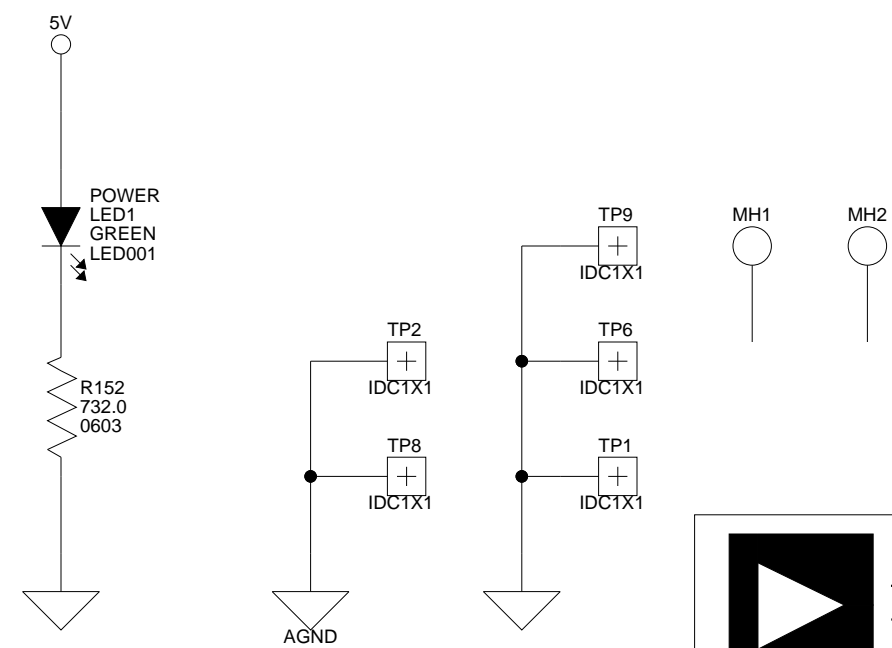 5V
POWER
LED1
GREEN
LED001
R152
732.0
0603
TP2
IDC1X1
TP8
IDC1X1
AGND
TP9
IDC1X1
TP6
IDC1X1
TP1
IDC1X1
MH1
MH2